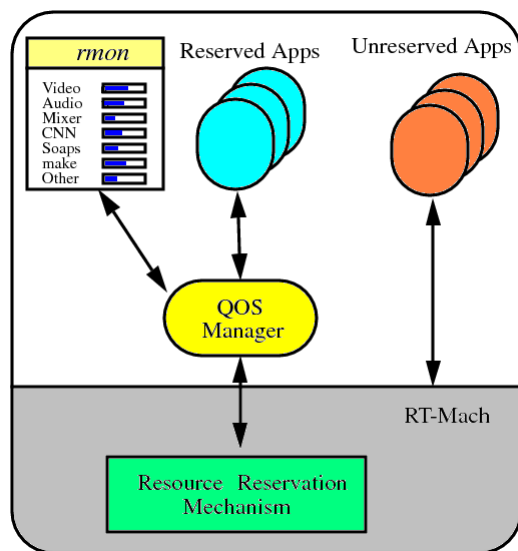 rmon
Video
Audio
Mixer
CNN
Soaps
make
Other
Reserved Apps
Unreserved Apps
QOS
Manager
RT-Mach
Resource Reservation
Mechanism